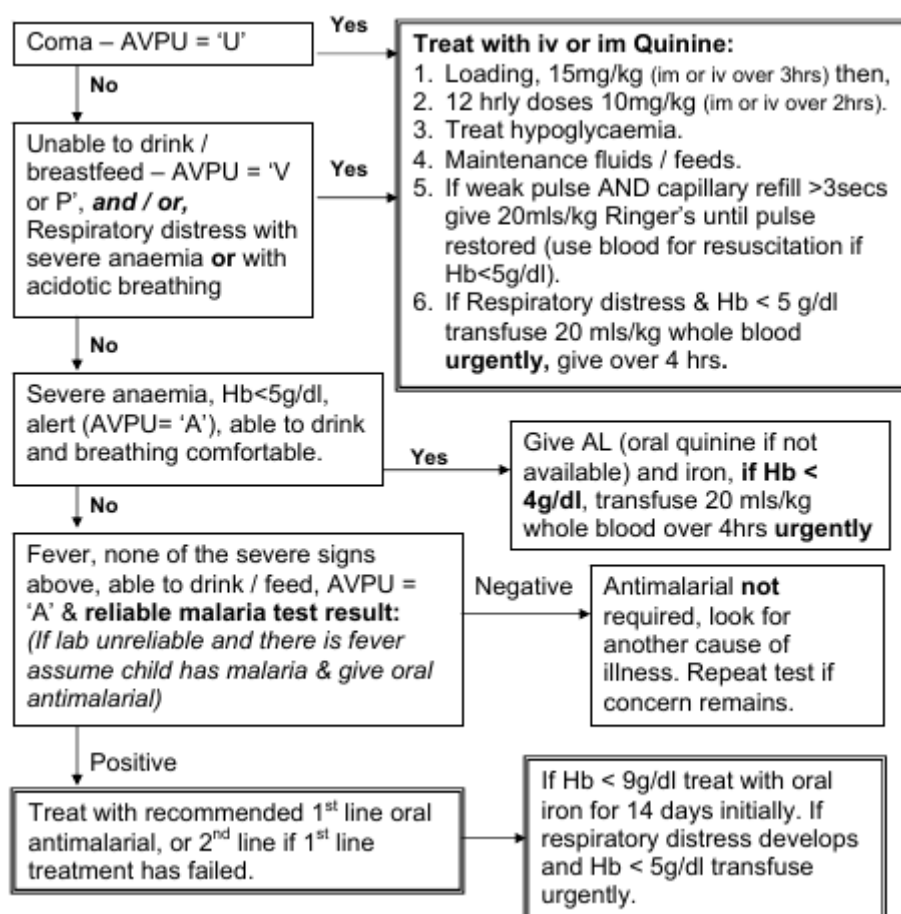 Coma – AVPU = ‘U’
Yes
No
Treat with iv or im Quinine:
1. Loading, 15mg/kg (im or iv over 3hrs) then,
2. 12 hrly doses 10mg/kg (im or iv over 2hrs).
3. Treat hypoglycaemia.
4. Maintenance fluids / feeds.
5. If weak pulse AND capillary refill >3secs
give 20mls/kg Ringer’s until pulse
restored (use blood for resuscitation if
Hb<5g/dl).
6. If Respiratory distress & Hb < 5 g/dl
transfuse 20 mls/kg whole blood
urgently, give over 4 hrs.
Unable to drink /
breastfeed – AVPU = ‘V
or P’, and / or,
Respiratory distress with
severe anaemia or with
acidotic breathing
Yes
No
Severe anaemia, Hb<5g/dl,
alert (AVPU= ‘A’), able to drink
and breathing comfortable.
Yes
No
Give AL (oral quinine if not
available) and iron, if Hb <
4g/dl, transfuse 20 mls/kg
whole blood over 4hrs urgently
Fever, none of the severe signs
above, able to drink / feed, AVPU =
‘A’ & reliable malaria test result:
(If lab unreliable and there is fever
assume child has malaria & give oral
antimalarial)
Negative
Antimalarial not
required, look for
another cause of
illness. Repeat test if
concern remains.
Positive
Treat with recommended 1st line oral
antimalarial, or 2nd line if 1st line
treatment has failed.
If Hb < 9g/dl treat with oral
iron for 14 days initially. If
respiratory distress develops
and Hb < 5g/dl transfuse
urgently.